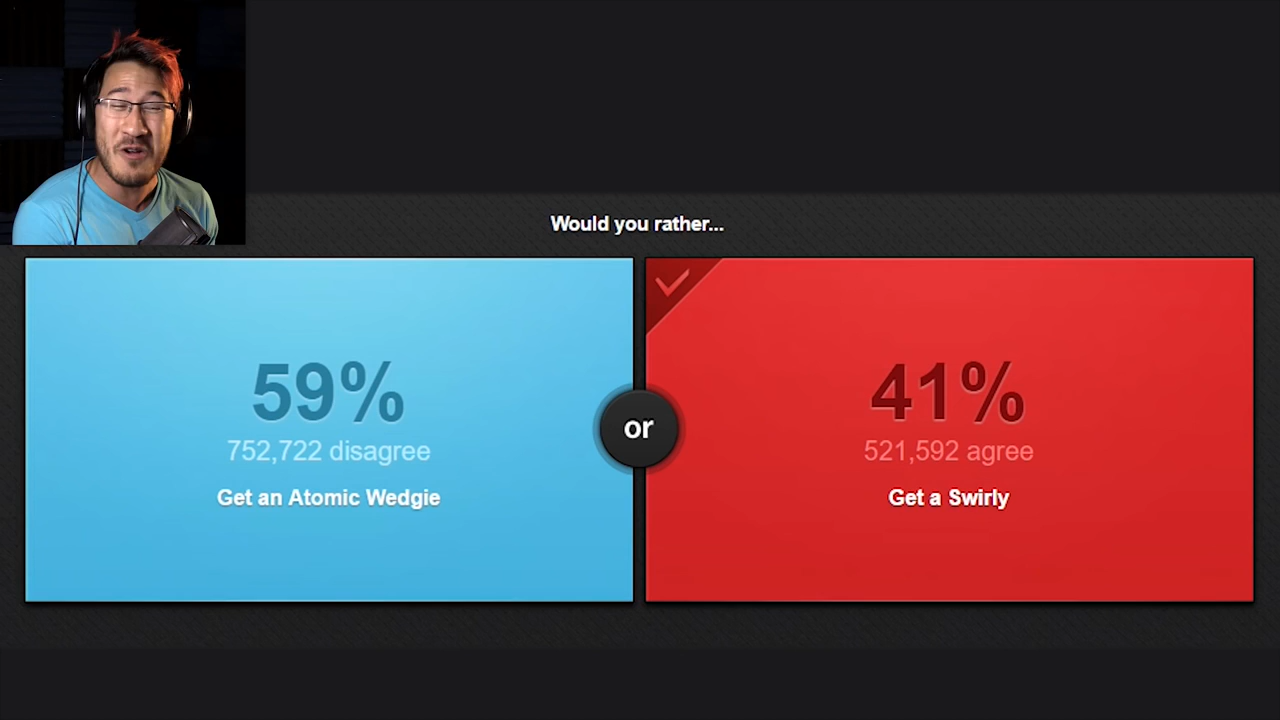 Would you rather...
59%
752,722 disagree
Get an Atomic Wedgie
or
41%
521,592 agree
Get a Swirly